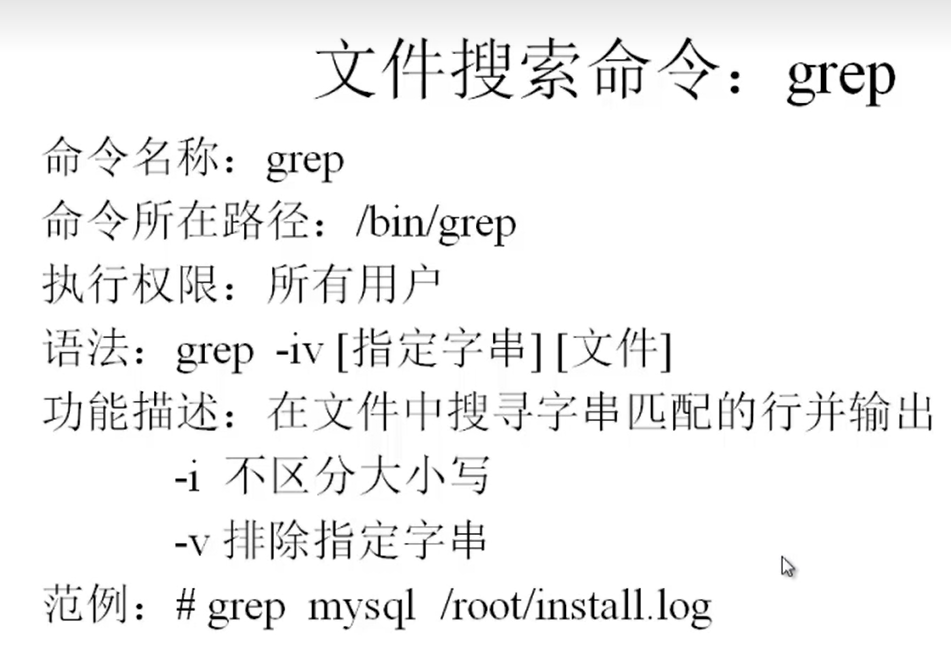 文件搜索命令：grep
命令名称：grep
命令所在路径：/bin/grep
执行权限：所有用户
语法：grep -iv [指定字串] [文件]
功能描述：在文件中搜寻字串匹配的行并输出
-i 不区分大小写
-v 排除指定字串
范例：# grep mysql /root/install.log